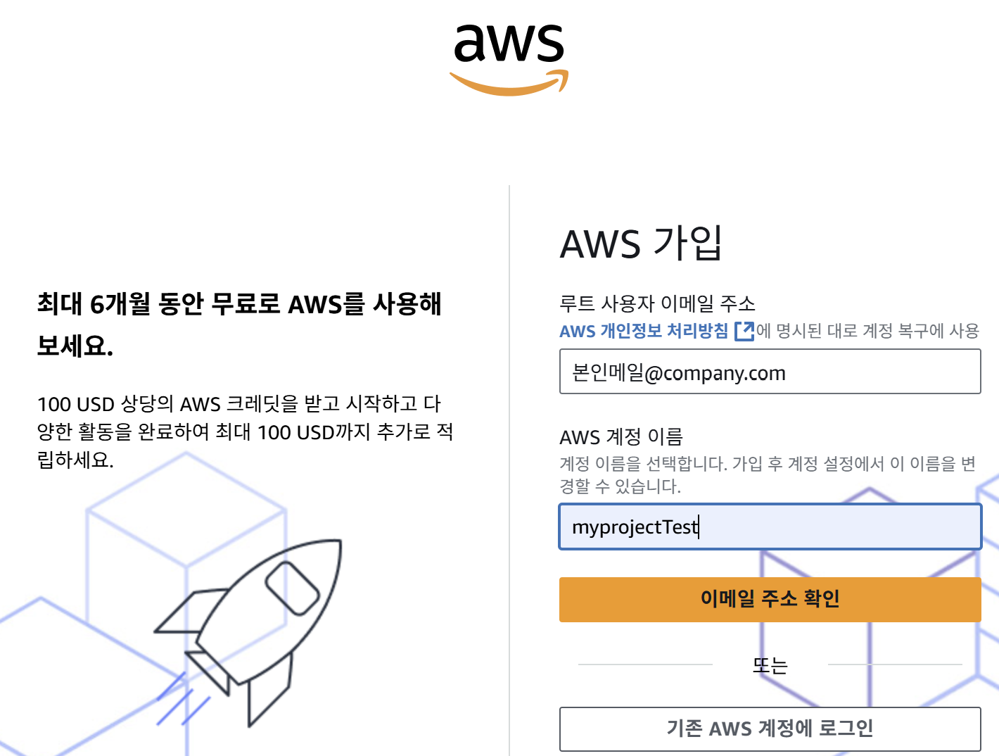 aws
최대 6개월 동안 무료로 AWS를 사용해
보세요.
100 USD 상당의 AWS 크레딧을 받고 시작하고 다
양한 활동을 완료하여 최대 100 USD까지 추가로 적
립하세요.
AWS 가입
루트 사용자 이메일 주소
AWS 개인정보 처리방침 에 명시된 대로 계정 복구에 사용
본인메일@company.com
AWS 계정 이름
계정 이름을 선택합니다. 가입 후 계정 설정에서 이 이름을 변
경할 수 있습니다.
myprojectTest
이메일 주소 확인
또는
기존 AWS 계정에 로그인